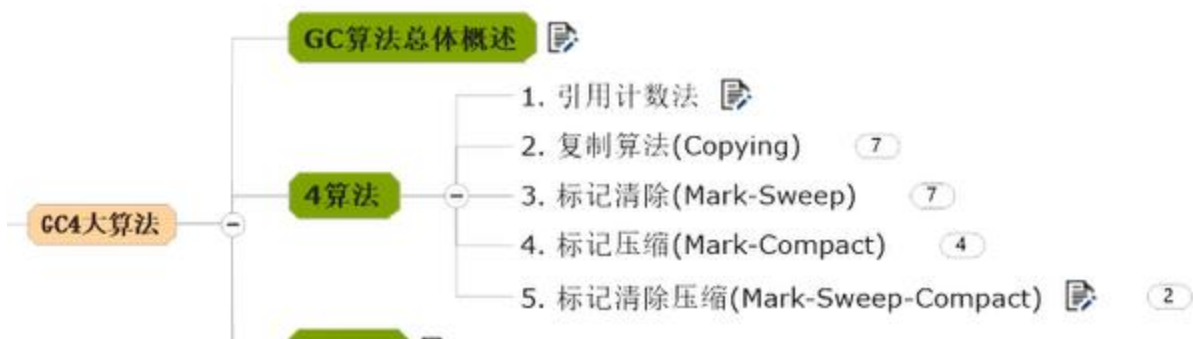 GC算法总体概述
1. 引用计数法
2. 复制算法(Copying) 7
4算法
3. 标记清除(Mark-Sweep) 7
GC4大算法
4. 标记压缩(Mark-Compact) 4
5. 标记清除压缩(Mark-Sweep-Compact) 2